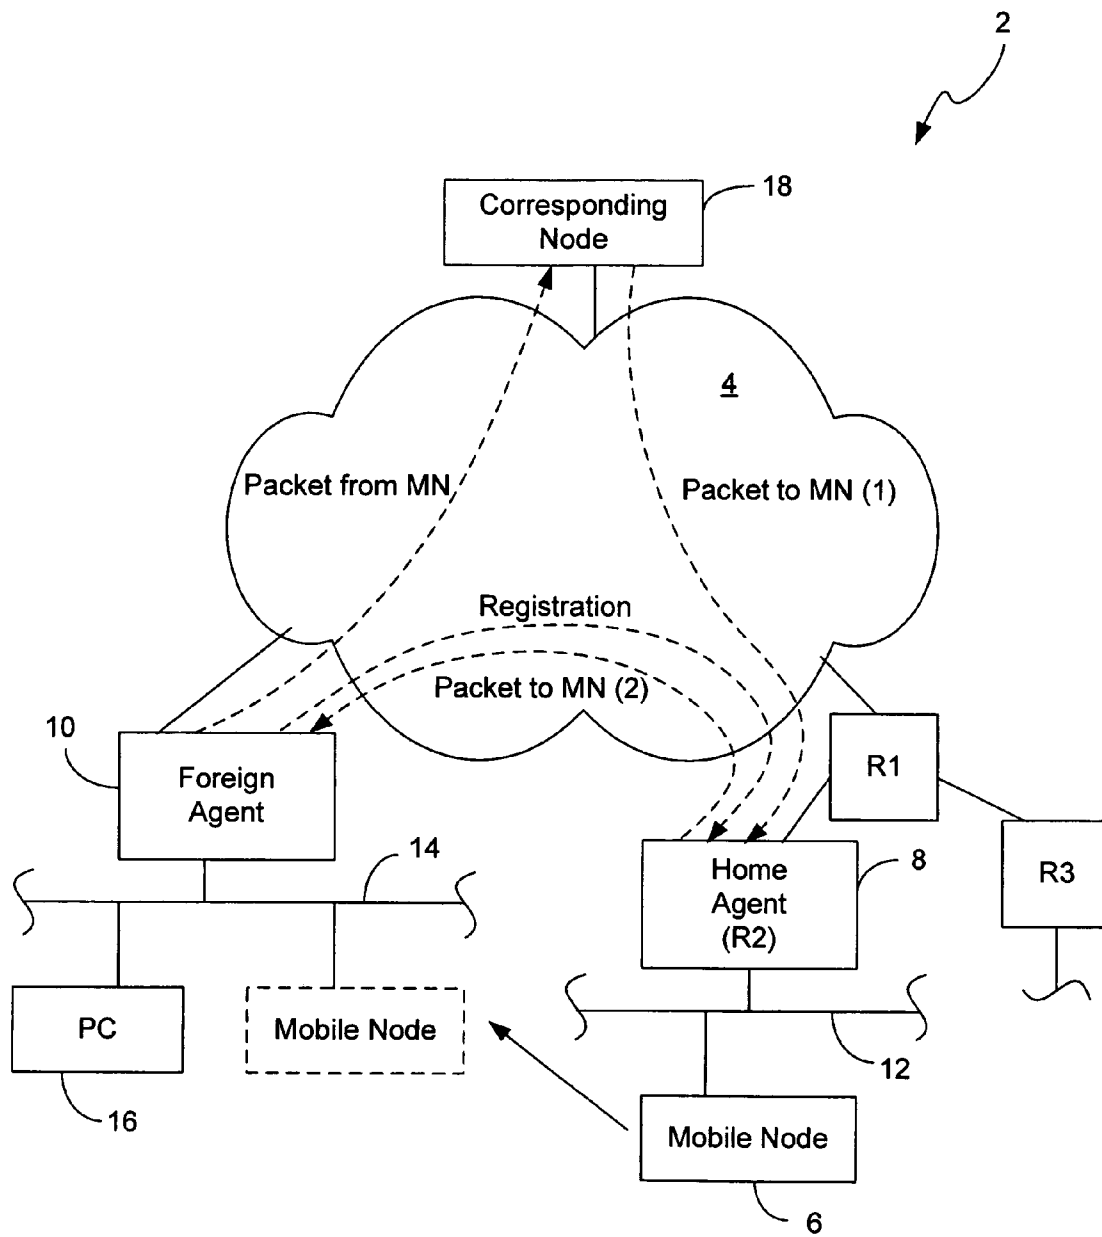 2
18
Corresponding
Node
4
Packet from MN
Packet to MN (1)
Registration
Packet to MN (2)
10
Foreign
Agent
R1
14
8
Home
Agent
(R2)
R3
PC
Mobile Node
12
16
Mobile Node
6